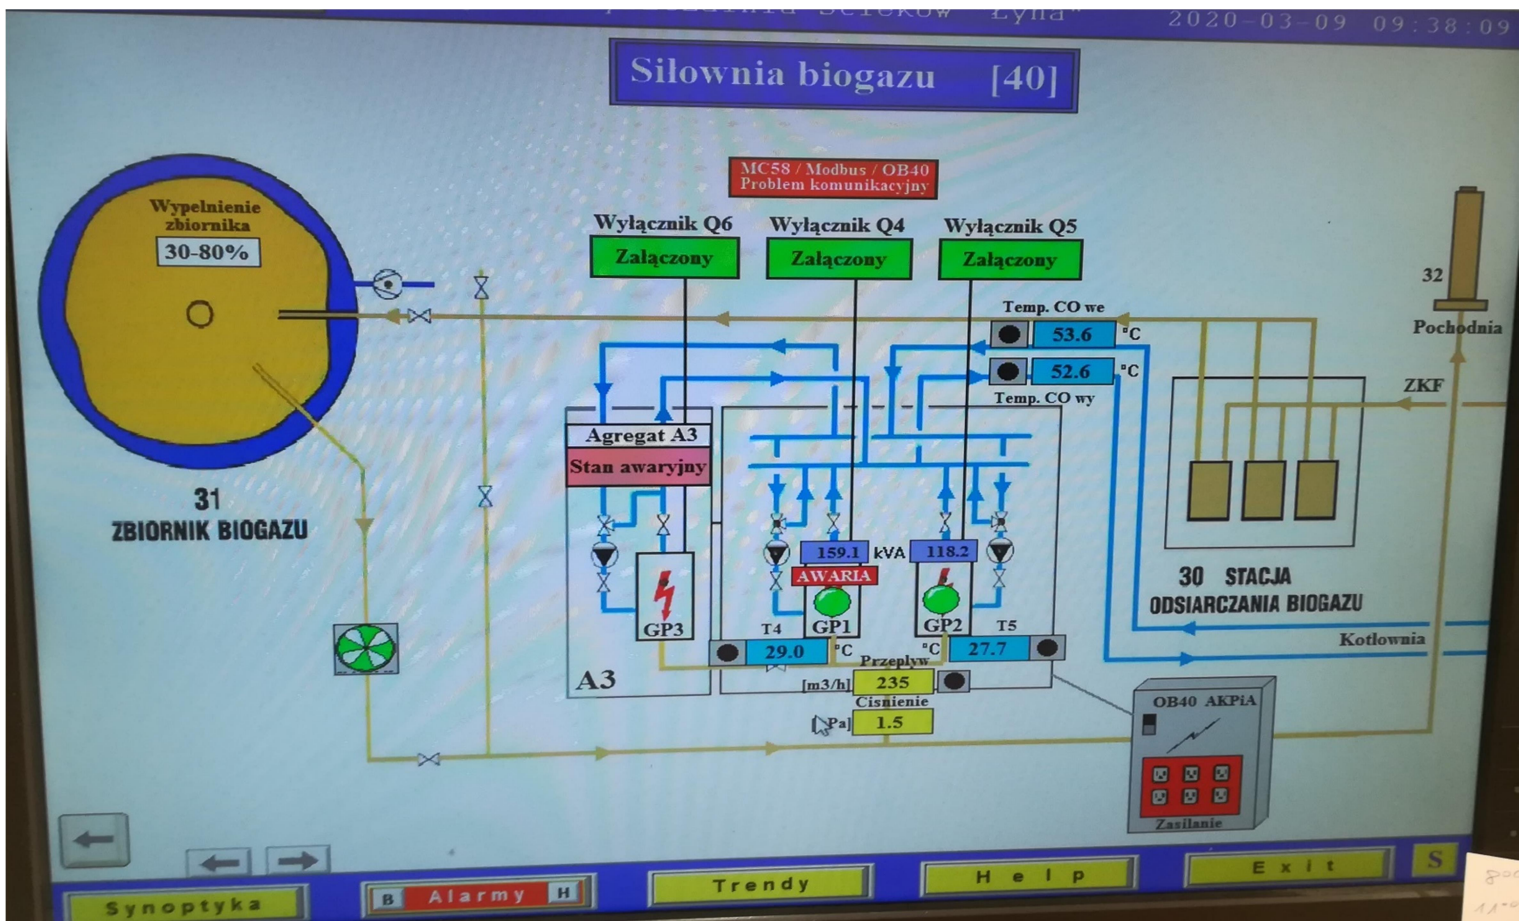 Ścieków "Łyna"
2020-03-09 09:38:09
Siłownia biogazu [40]
MC58 / Modbus / OB40
Problem komunikacyjny
Wypelnienie
zbiornika
30-80%
Wyłącznik Q6
Załączony
Wyłącznik Q4
Załączony
Wyłącznik Q5
Załączony
Temp. CO we
53.6 °C
52.6 °C
Temp. CO wy
32
Pochodnia
ZKF
Agregat A3
Stan awaryjny
31
ZBIORNIK BIOGAZU
159.1 kVA 118.2
AWARIA
GP3
GP1
GP2
30 STACJA
ODSIARCZANIA BIOGAZU
Kotłownia
T4
29.0 °C
T5
°C 27.7
A3
Przepływ
[m3/h] 235
Cisnienie
1.5
OB40 AKPiA
Zasilanie
Synoptyka
B Alarmy H
Trendy
Help
Exit
S